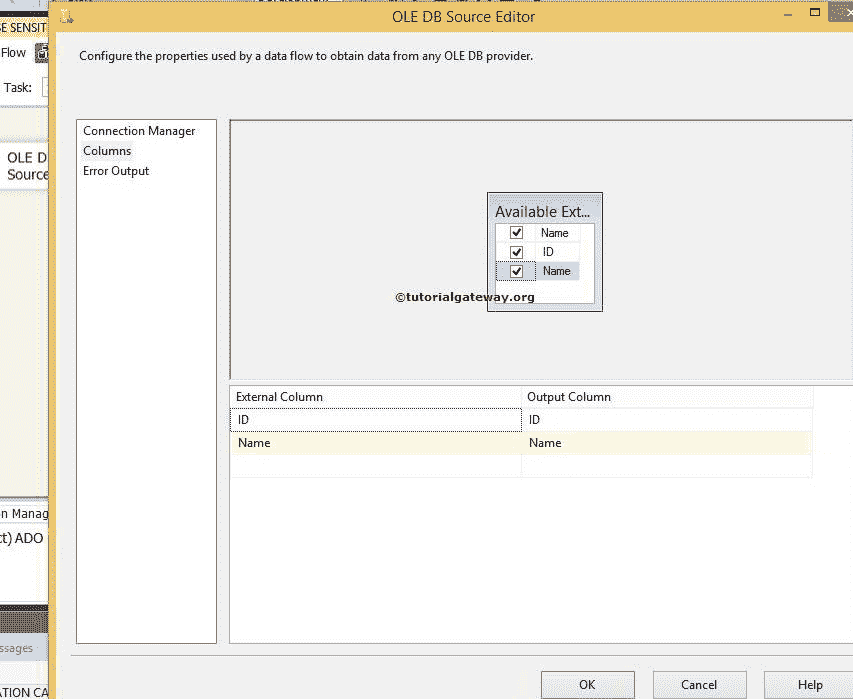 OLE DB Source Editor
SE SENSIT
Configure the properties used by a data flow to obtain data from any OLE DB provider.
Flow
Task:
Connection Manager
Columns
Error Output
OLE D
Source
Available Ext...
Name
ID
Name
©tutorialgateway.org
External Column Output Column
ID ID
Name Name
n Manag
ct) ADO
ssages
OK Cancel Help
ATION CA